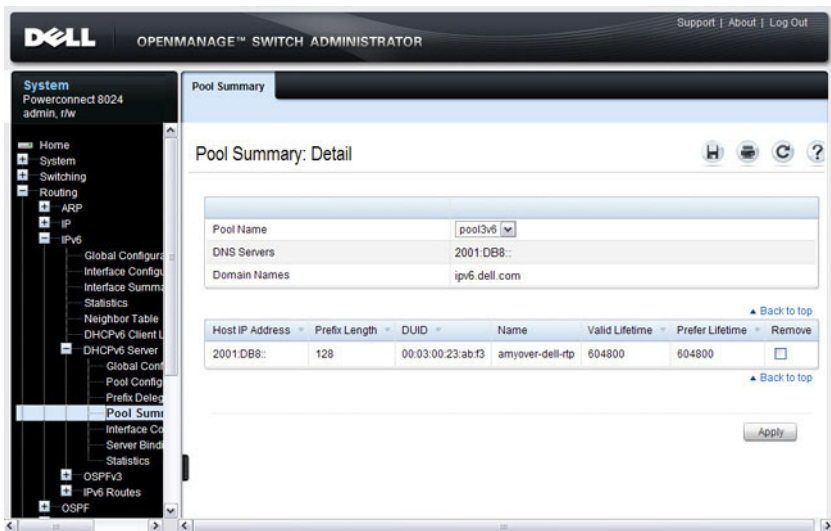 Support | About | Log Out
DELL OPENMANAGE™ SWITCH ADMINISTRATOR
System
Powerconnect 8024
admin, r/w
Home
System
Switching
Routing
ARP
IP
IPv6
Global Configura
Interface Configu
Interface Summa
Statistics
Neighbor Table
DHCPv6 Client L
DHCPv6 Server
Global Conf
Pool Config
Prefix Deleg
Pool Sum
Interface Co
Server Bindi
Statistics
OSPFv3
IPv6 Routes
OSPF
Pool Summary
Pool Summary: Detail
Pool Name pool3v6
DNS Servers 2001:DB8::
Domain Names ipv6.dell.com
Back to top
Host IP Address Prefix Length DUID Name Valid Lifetime Prefer Lifetime Remove
2001:DB8:: 128 00:03:00:23:ab:f3 amyover-dell-rtp 604800 604800
Back to top
Apply